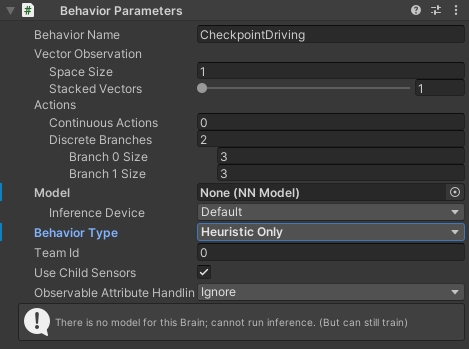 Behavior Parameters
Behavior Name CheckpointDriving
Vector Observation
Space Size 1
Stacked Vectors 1
Actions
Continuous Actions 0
Discrete Branches 2
Branch 0 Size 3
Branch 1 Size 3
Model None (NN Model)
Inference Device Default
Behavior Type Heuristic Only
Team Id 0
Use Child Sensors
Observable Attribute Handlin Ignore
There is no model for this Brain; cannot run inference. (But can still train)